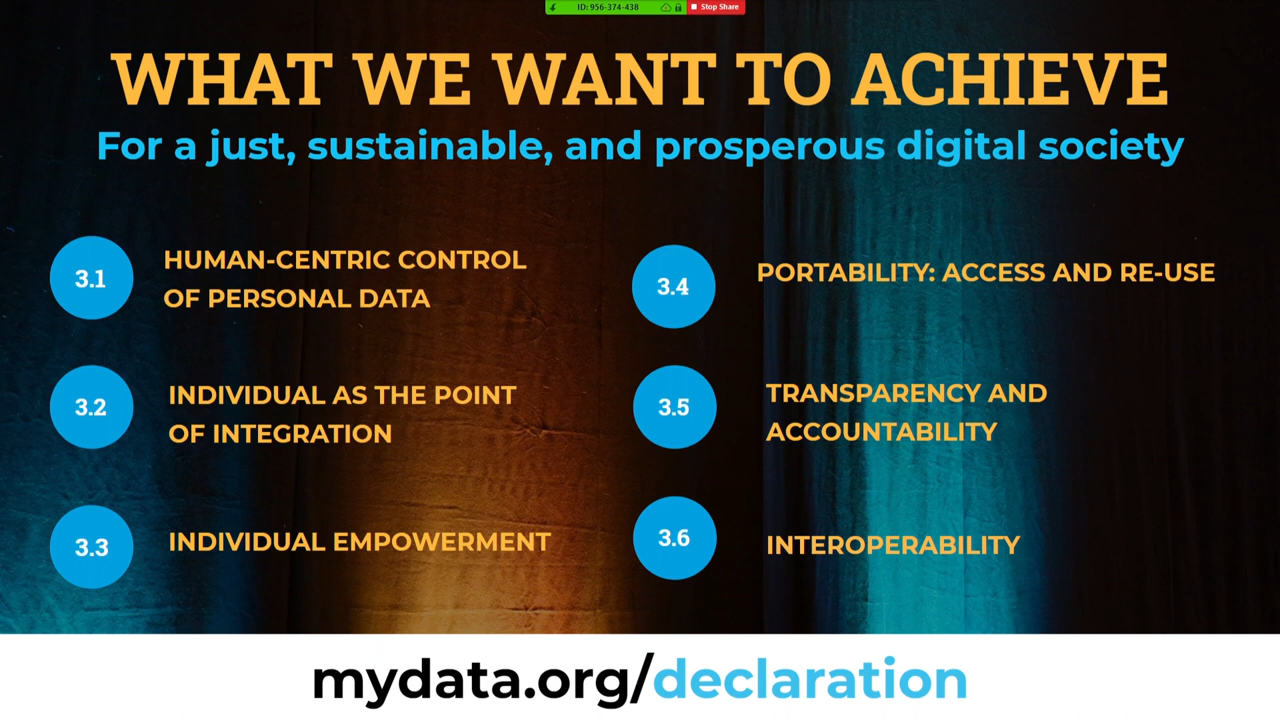 ID: 956-374-438
Stop Share
WHAT WE WANT TO ACHIEVE
For a just, sustainable, and prosperous digital society
3.1
HUMAN-CENTRIC CONTROL
OF PERSONAL DATA
3.2
INDIVIDUAL AS THE POINT
OF INTEGRATION
3.3
INDIVIDUAL EMPOWERMENT
3.4
PORTABILITY: ACCESS AND RE-USE
3.5
TRANSPARENCY AND
ACCOUNTABILITY
3.6
INTEROPERABILITY
mydata.org/declaration